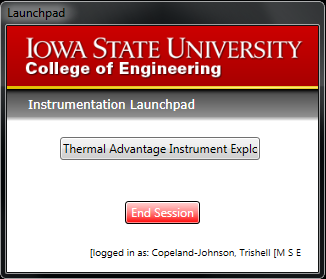 Launchpad
IOWA STATE UNIVERSITY
College of Engineering
Instrumentation Launchpad
Thermal Advantage Instrument Explc
End Session
[logged in as: Copeland-Johnson, Trishell [M S E